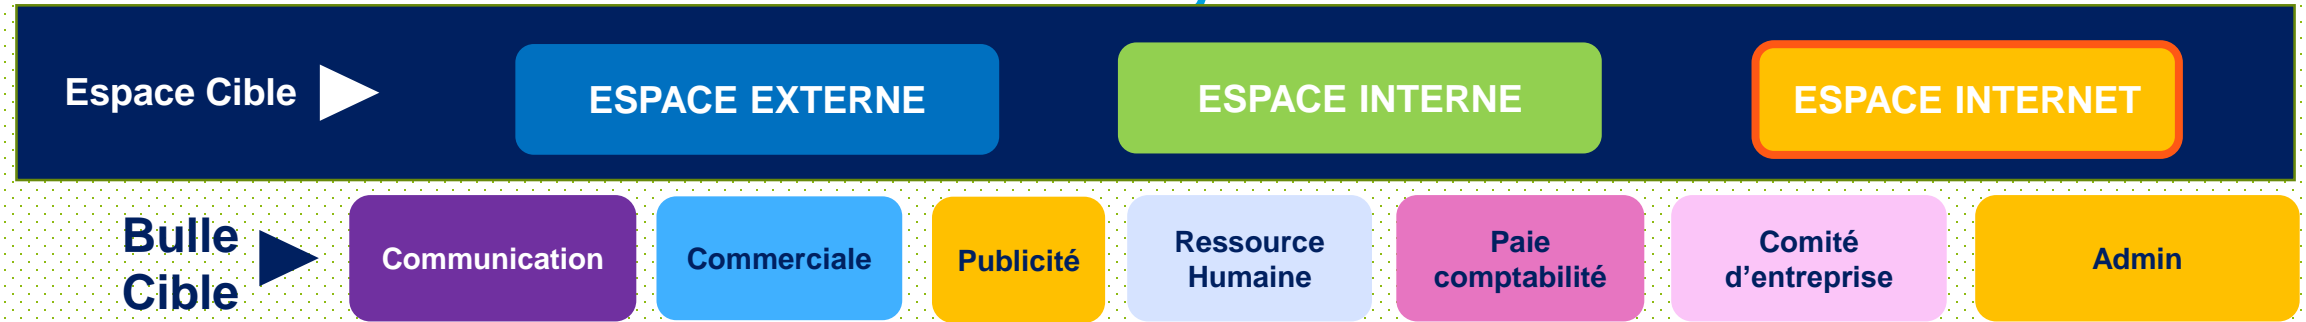 Espace Cible
ESPACE EXTERNE
ESPACE INTERNE
ESPACE INTERNET
Bulle
Cible
Communication
Commerciale
Publicité
Ressource
Humaine
Paie
comptabilité
Comité
d’entreprise
Admin